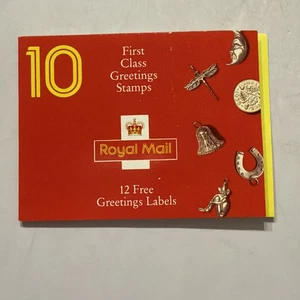 10
First
Class
Greetings
Stamps
Royal Mail
12 Free
Greetings Labels